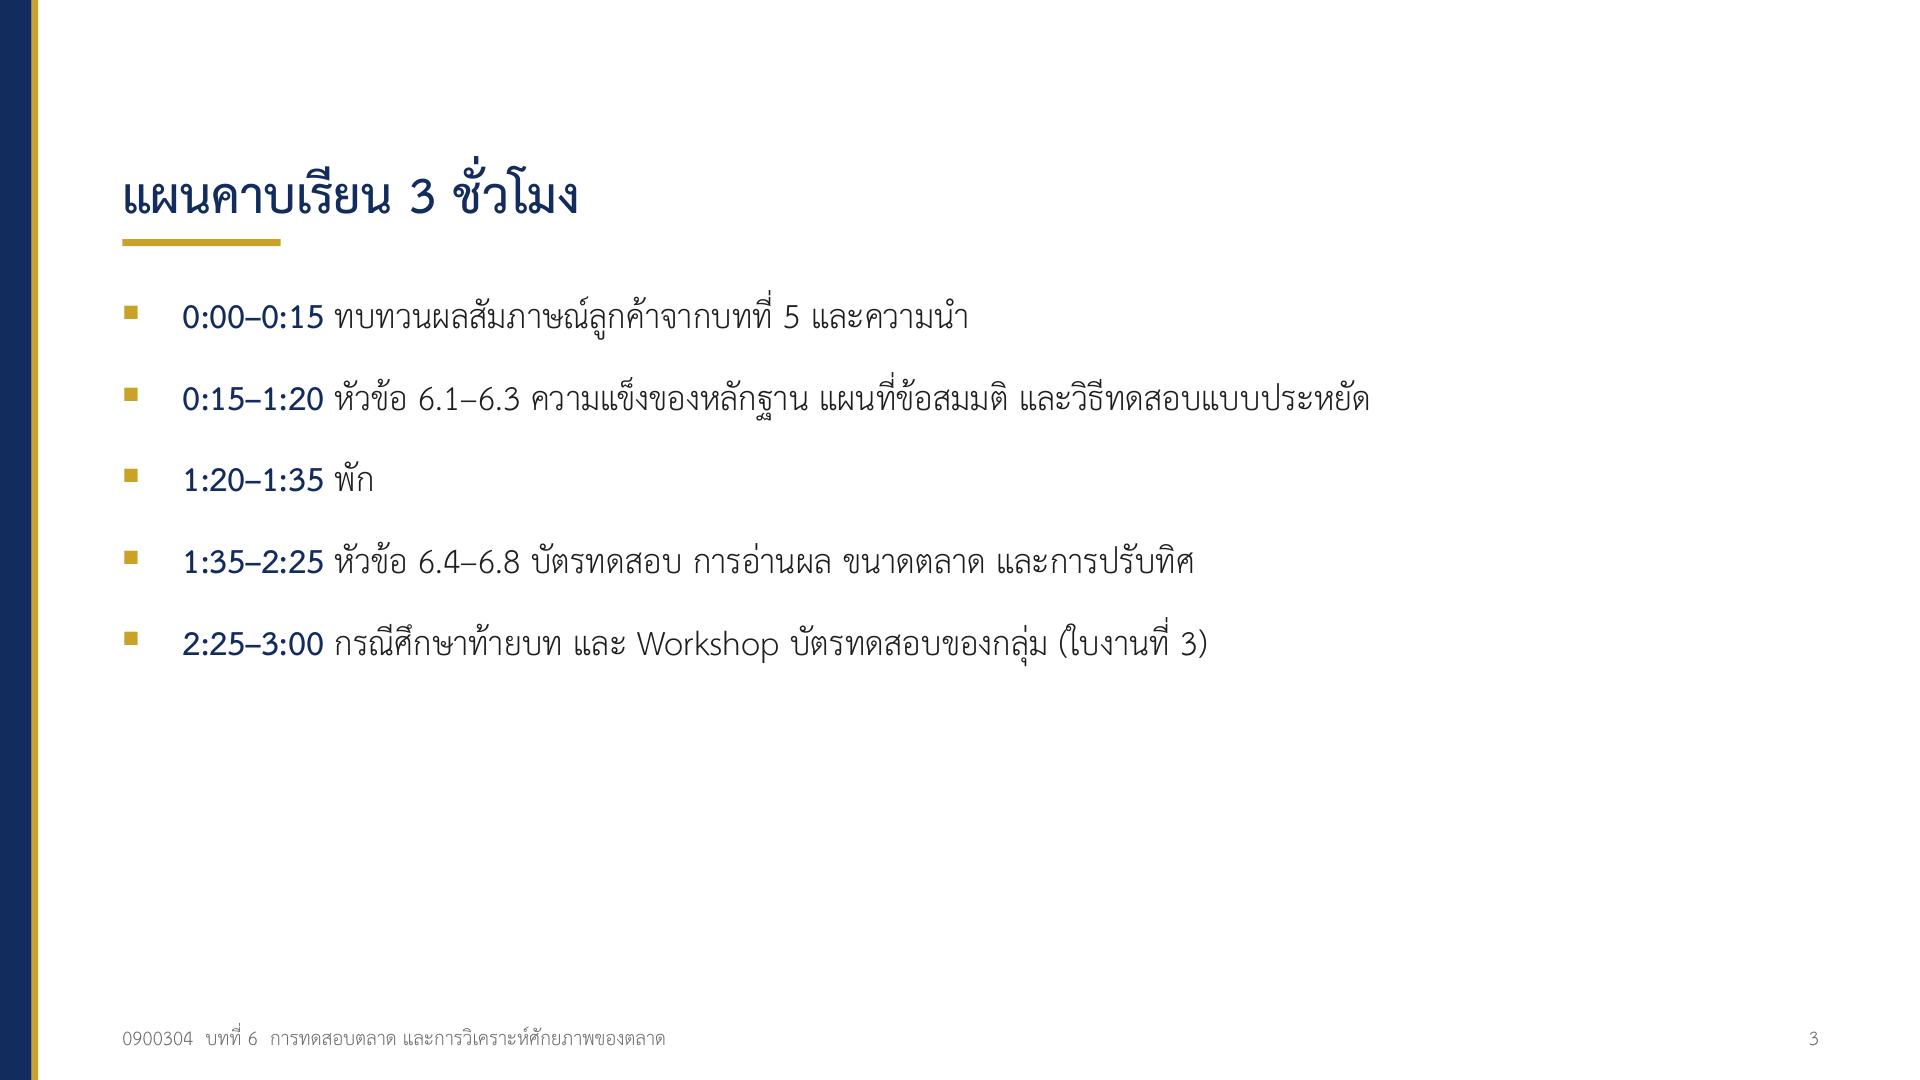 แผนคาบเรียน 3 ชั่วโมง
0:00–0:15 ทบทวนผลสัมภาษณ์ลูกค้าจากบทที่ 5 และความนำ
0:15–1:20 หัวข้อ 6.1–6.3 ความแข็งของหลักฐาน แผนที่ข้อสมมติ และวิธีทดสอบแบบประหยัด
1:20–1:35 พัก
1:35–2:25 หัวข้อ 6.4–6.8 บัตรทดสอบ การอ่านผล ขนาดตลาด และการปรับทิศ
2:25–3:00 กรณีศึกษาท้ายบท และ Workshop บัตรทดสอบของกลุ่ม (ใบงานที่ 3)
0900304 บทที่ 6 การทดสอบตลาด และการวิเคราะห์ศักยภาพของตลาด
3